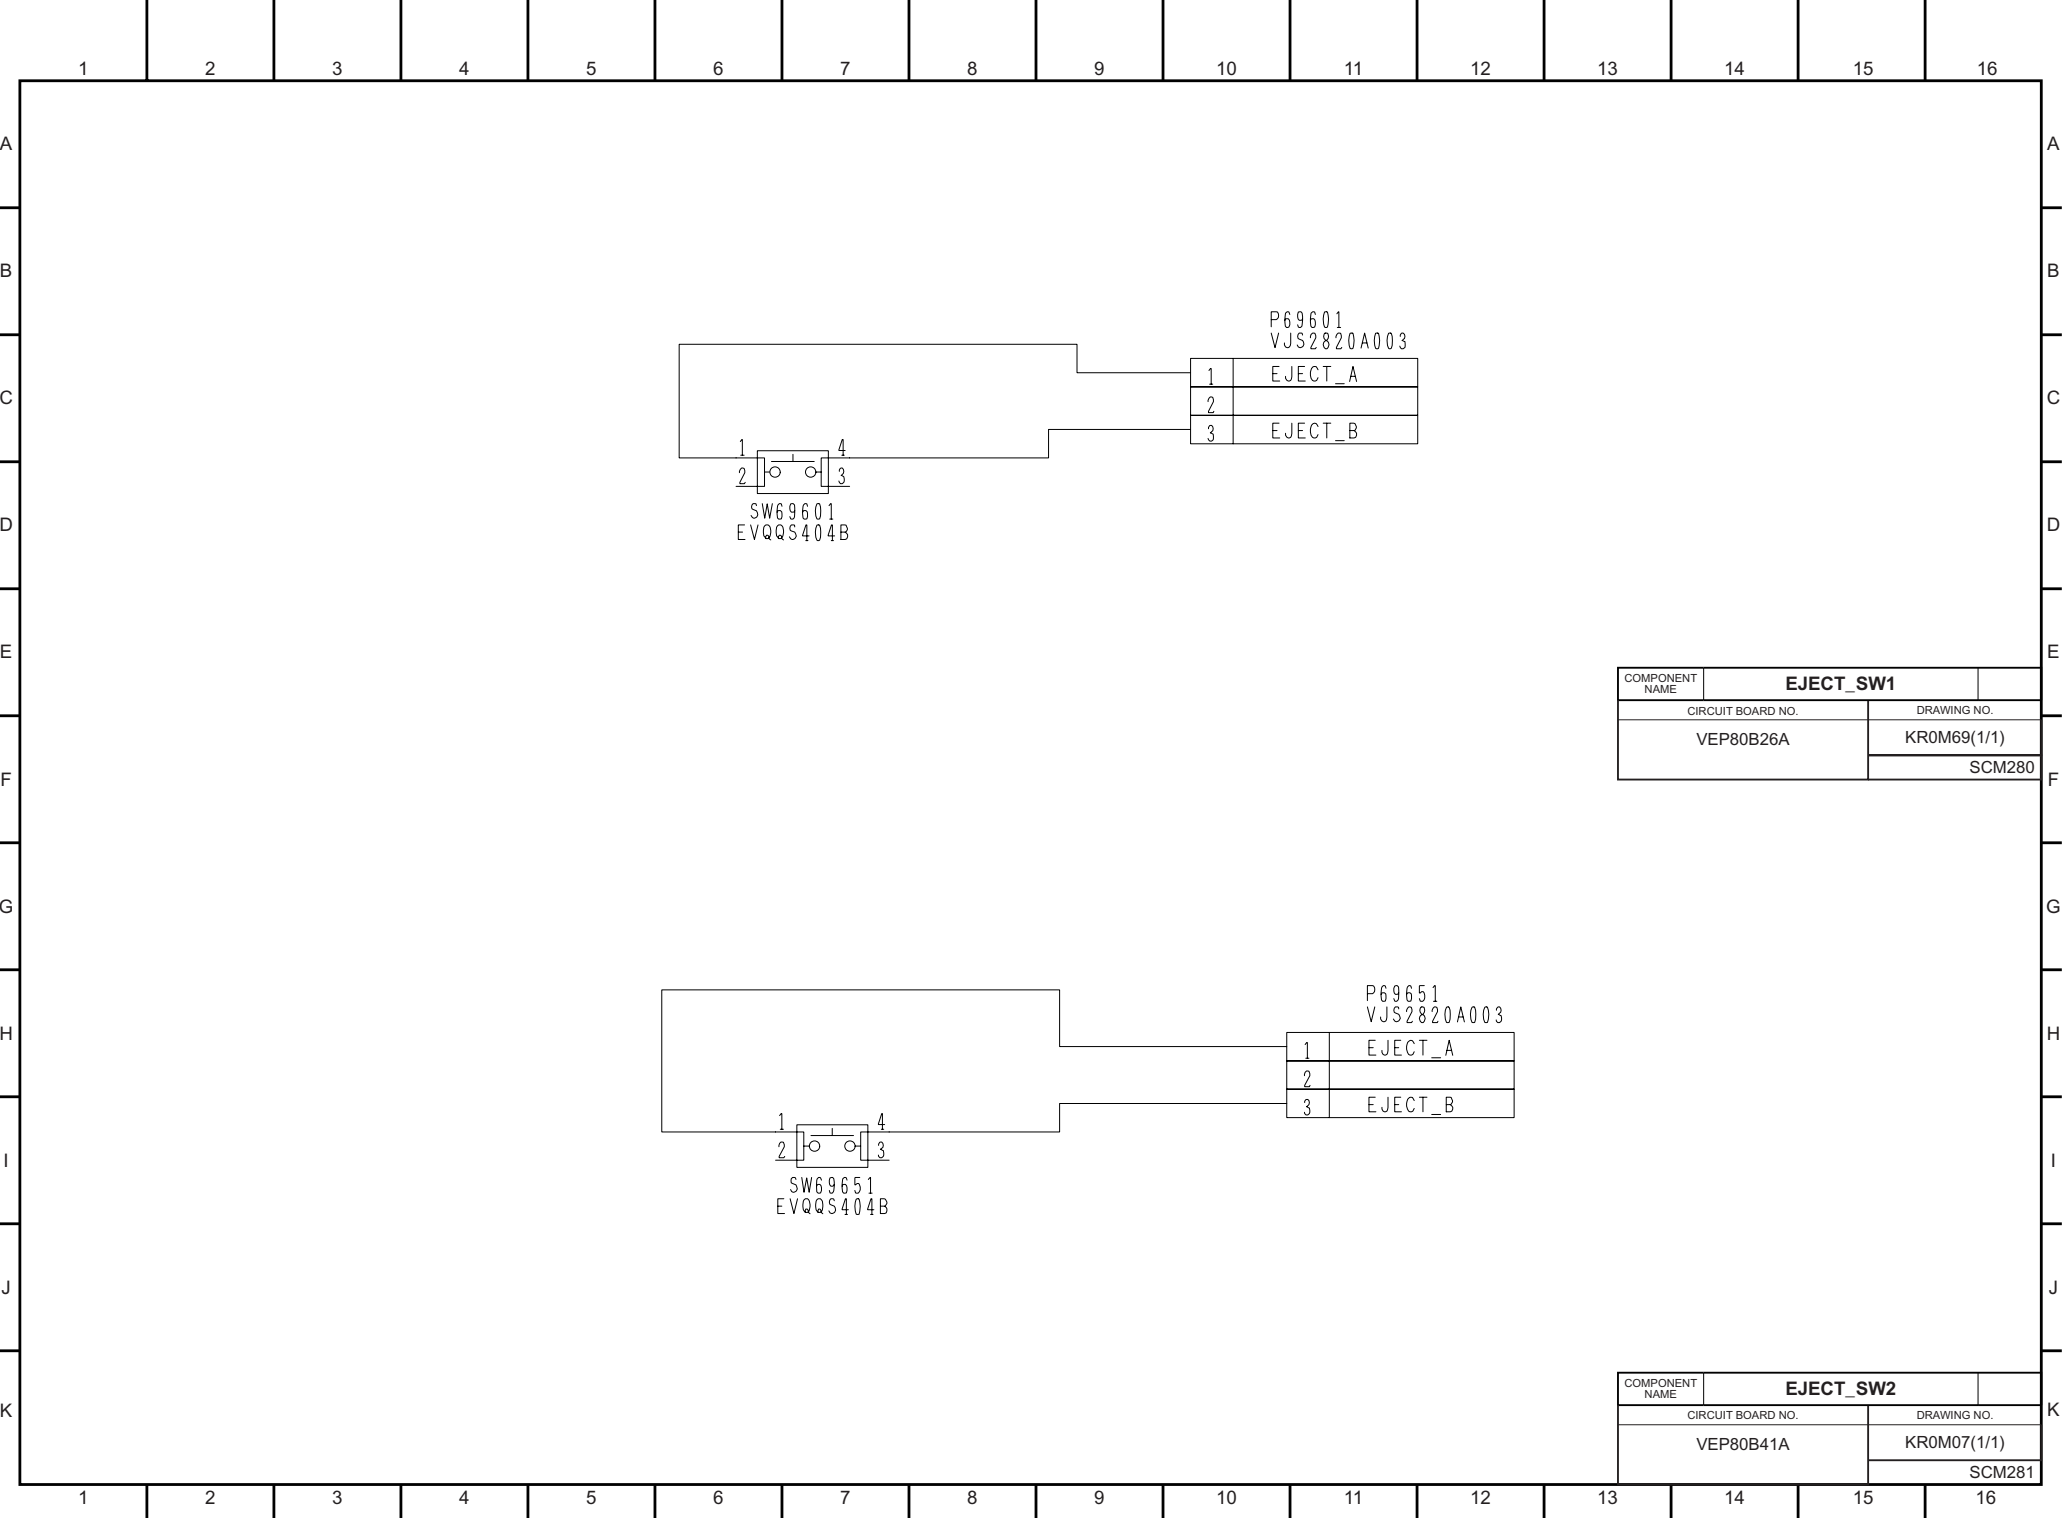 1 2 3 4 5 6 7 8 9 10 11 12 13 14 15 16
A A
B B
P69601
VJS2820A003
1 EJECT_A
C C
2
3 EJECT_B
1 4
2 3
SW69601
D D
EVQQS404B
E E
COMPONENT NAME EJECT_SW1
CIRCUIT BOARD NO. DRAWING NO.
VEP80B26A KR0M69(1/1)
SCM280
F F
G G
P69651
VJS2820A003
H H
1 EJECT_A
2
3 EJECT_B
1 4
2 3
I I
SW69651
EVQQS404B
J J
COMPONENT NAME EJECT_SW2
K K
CIRCUIT BOARD NO. DRAWING NO.
VEP80B41A KR0M07(1/1)
SCM281
1 2 3 4 5 6 7 8 9 10 11 12 13 14 15 16